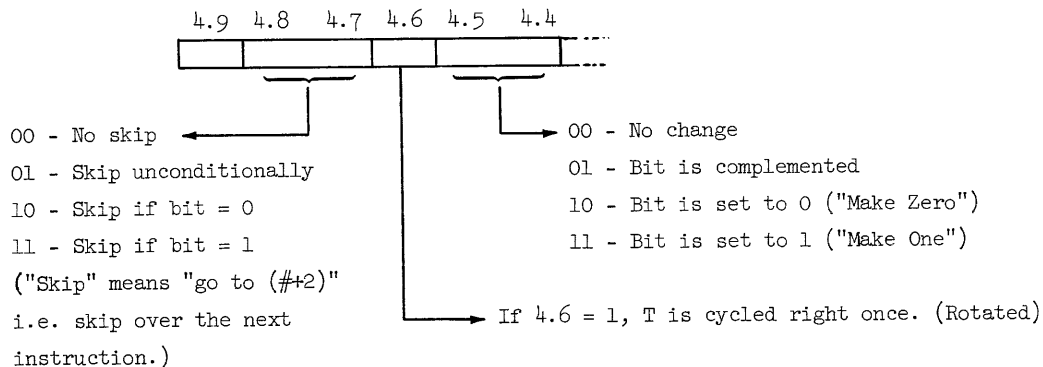 4.9 4.8 4.7 4.6 4.5 4.4
00 - No skip
01 - Skip unconditionally
10 - Skip if bit = 0
11 - Skip if bit = 1
("Skip" means "go to (#+2)"
i.e. skip over the next
instruction.)
00 - No change
01 - Bit is complemented
10 - Bit is set to 0 ("Make Zero")
11 - Bit is set to 1 ("Make One")
If 4.6 = 1, T is cycled right once. (Rotated)